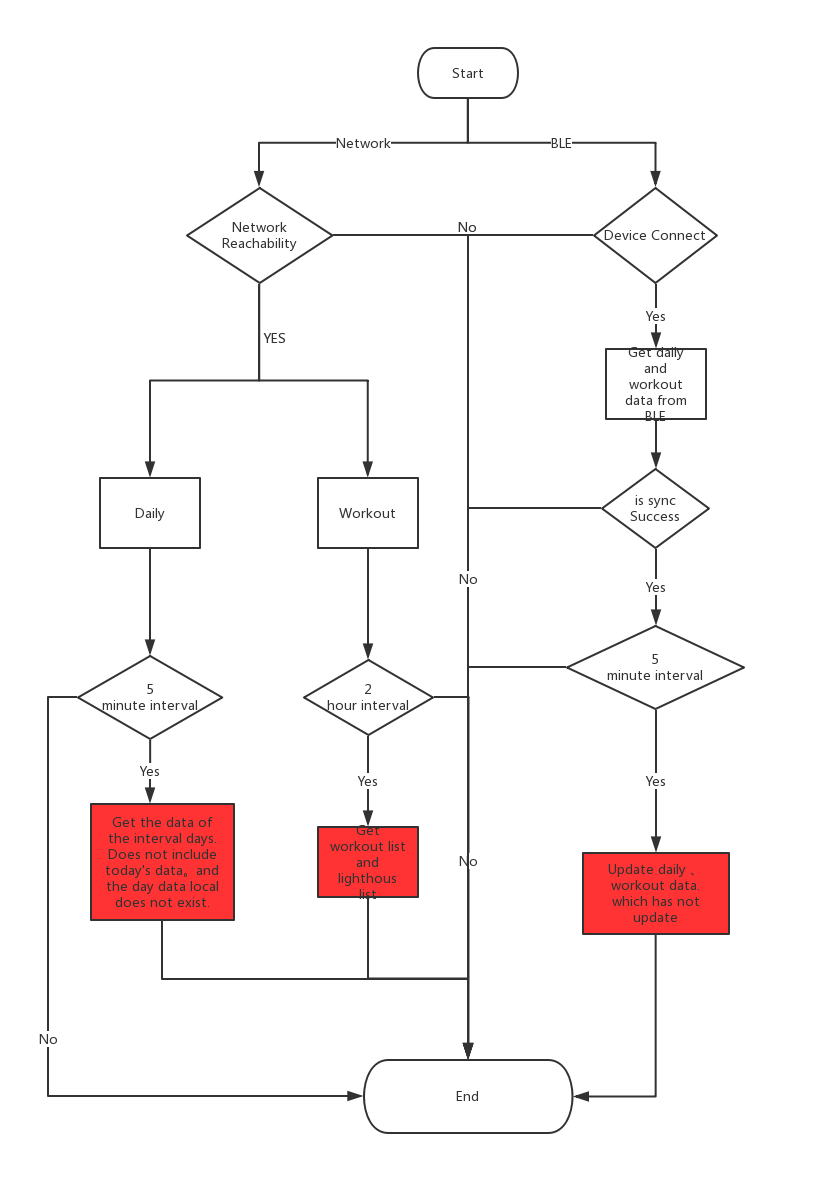 Start
Network
BLE
Network
Reachability
No
Device Connect
Yes
YES
Get daily
and
workout
data from
BLE
Daily
Workout
is sync
Success
No
Yes
5
minute interval
5
minute interval
2
hour interval
Yes
Yes
Yes
Get the data of
the interval days.
Does not include
today's data。and
the day data local
does not exist.
Get
workout list
and
lighthous
list
No
Update daily 、
workout data.
which has not
update
No
End